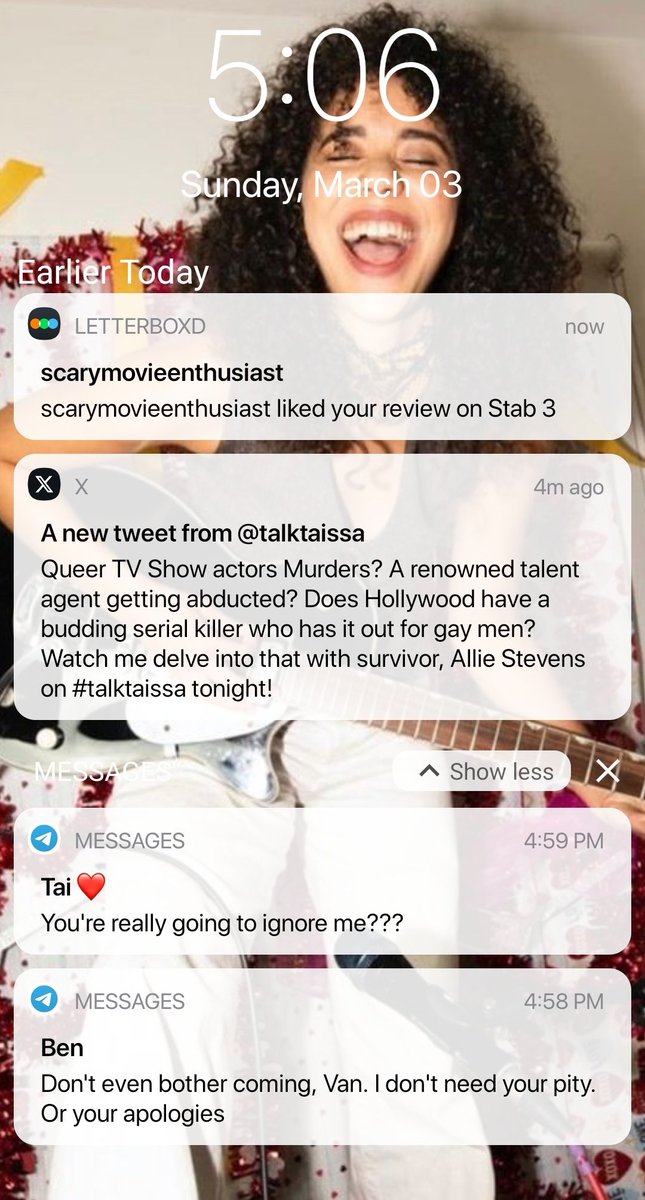 5:06
Sunday, March 03
Earlier Today
LETTERBOXD now
scarymovieenthusiast
scarymovieenthusiast liked your review on Stab 3
X 4m ago
A new tweet from @talktaissa
Queer TV Show actors Murders? A renowned talent
agent getting abducted? Does Hollywood have a
budding serial killer who has it out for gay men?
Watch me delve into that with survivor, Allie Stevens
on #talktaissa tonight!
MESSAGES Show less
MESSAGES 4:59 PM
Tai ❤️
You're really going to ignore me???
MESSAGES 4:58 PM
Ben
Don't even bother coming, Van. I don't need your pity.
Or your apologies